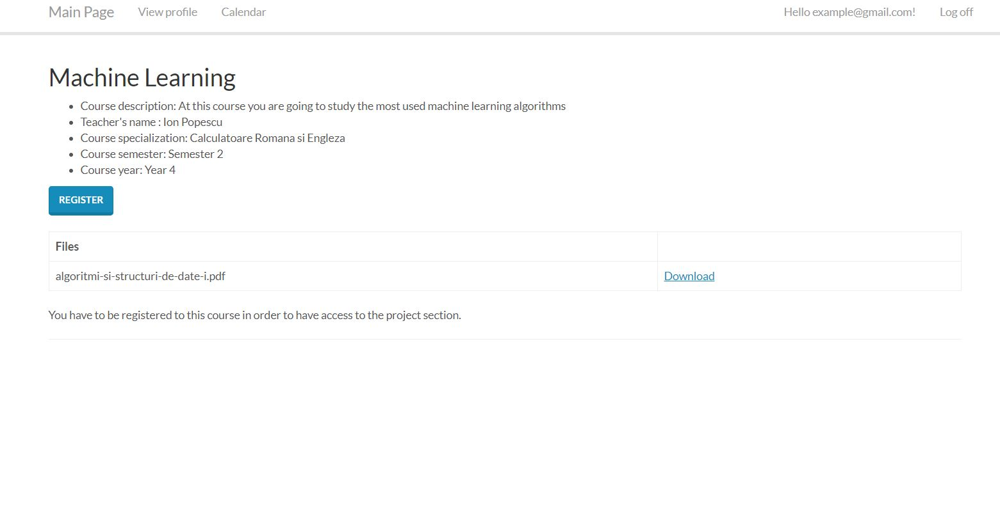 Main Page View profile Calendar Hello example@gmail.com! Log off
Machine Learning
• Course description: At this course you are going to study the most used machine learning algorithms
• Teacher's name : Ion Popescu
• Course specialization: Calculatoare Romana si Engleza
• Course semester: Semester 2
• Course year: Year 4
REGISTER
Files
algoritmi-si-structuri-de-date-i.pdf Download
You have to be registered to this course in order to have access to the project section.